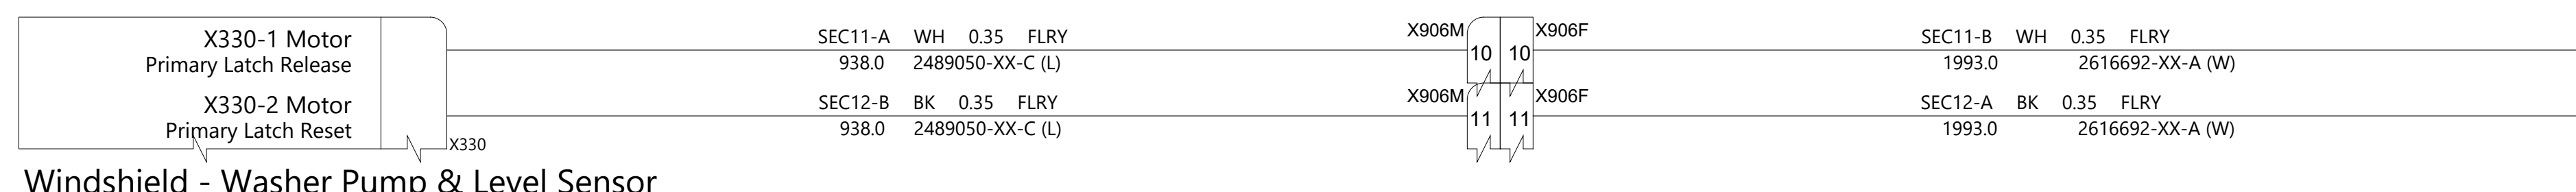 X330-1 Motor
Primary Latch Release
SEC11-A WH 0.35 FLRY
938.0 2489050-XX-C (L)
X906M 10 10 X906F
SEC11-B WH 0.35 FLRY
1993.0 2616692-XX-A (W)
X330-2 Motor
Primary Latch Reset
X330
SEC12-B BK 0.35 FLRY
938.0 2489050-XX-C (L)
X906M 11 11 X906F
SEC12-A BK 0.35 FLRY
1993.0 2616692-XX-A (W)
Windshield - Washer Pump & Level Sensor